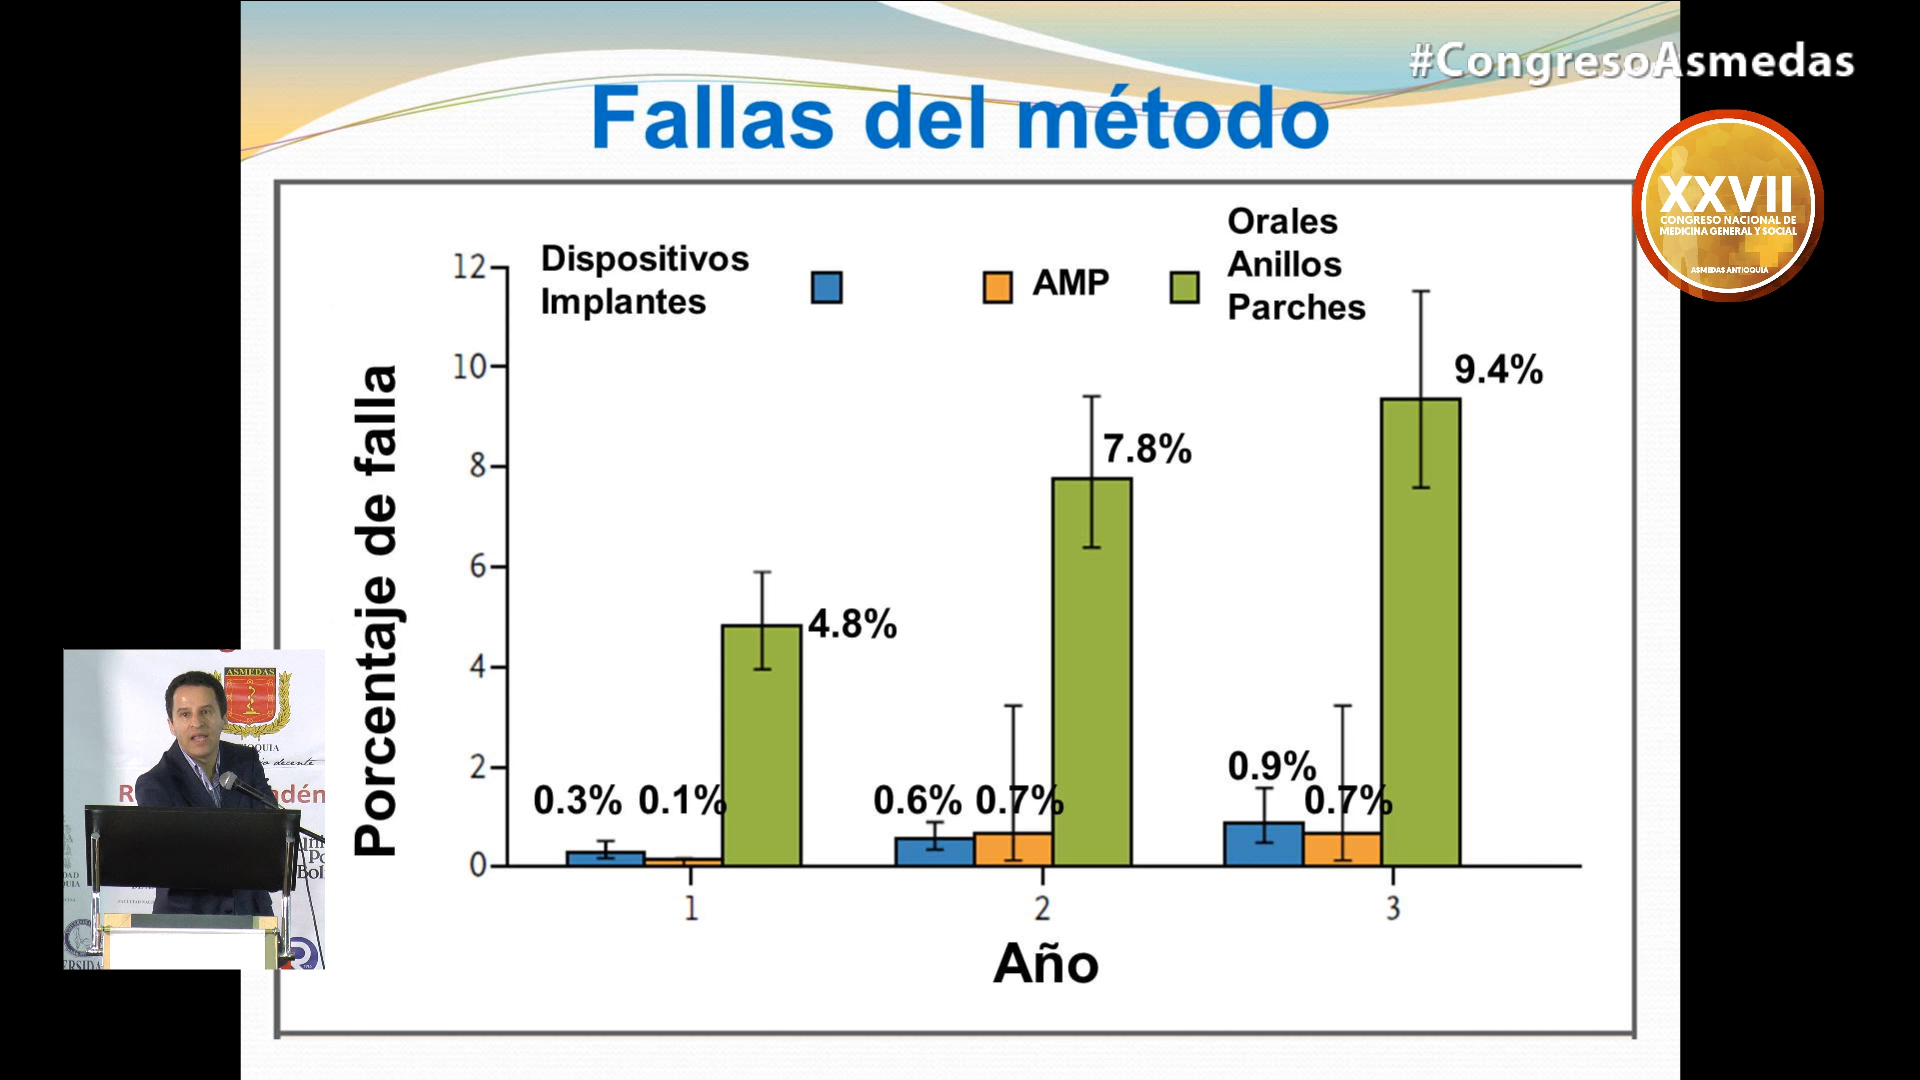 #CongresoAsmedas
Fallas del método
XXVII
CONGRESO NACIONAL DE
MEDICINA GENERAL Y SOCIAL
ASMEDAS ANTIOQUIA
Dispositivos
Implantes
AMP
Orales
Anillos
Parches
Porcentaje de falla
12
10
8
6
4
2
0
0.3%
0.1%
4.8%
0.6%
0.7%
7.8%
0.9%
0.7%
9.4%
1
2
3
Año
ASMEDAS